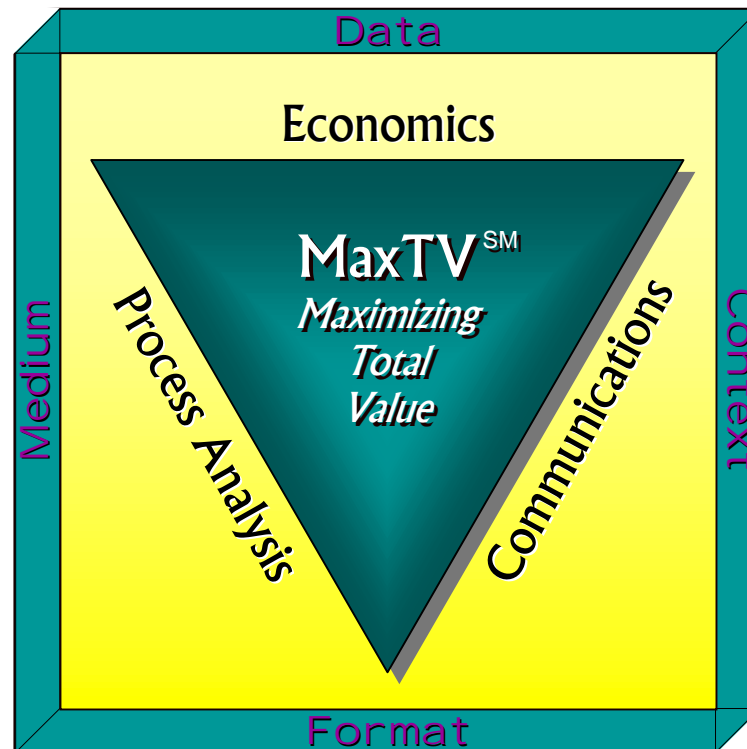 Data
Economics
MaxTV SM
Maximizing
Total
Value
Process Analysis
Communications
Medium
Context
Format